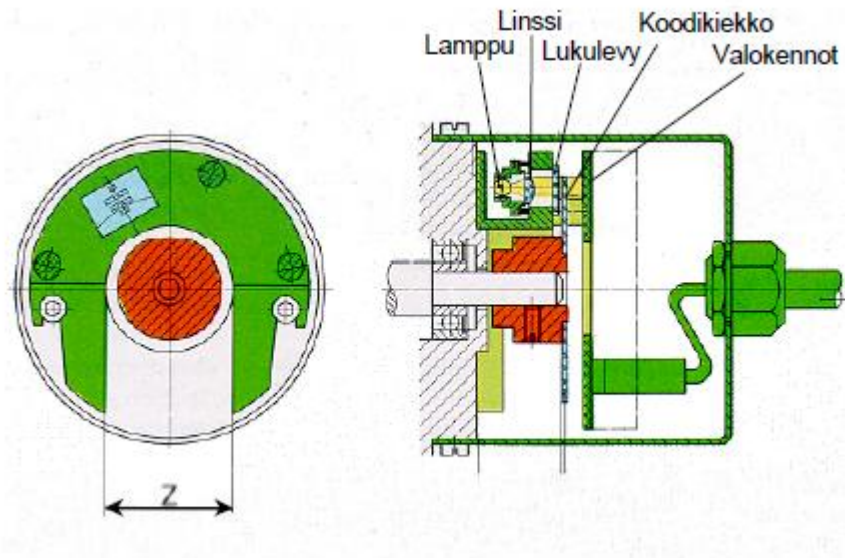 Linssi
Koodikiekko
Lamppu
Lukulevy
Valokennot
Z